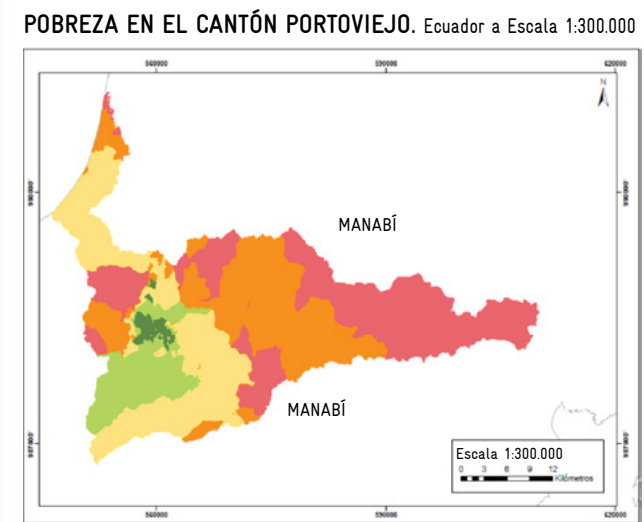 POBREZA EN EL CANTÓN PORTOVIEJO. Ecuador a Escala 1:300.000
560000 590000 620000
N
MANABÍ
MANABÍ
Escala 1:300.000
0 3 6 9 12
Kilómetros
560000 590000 620000